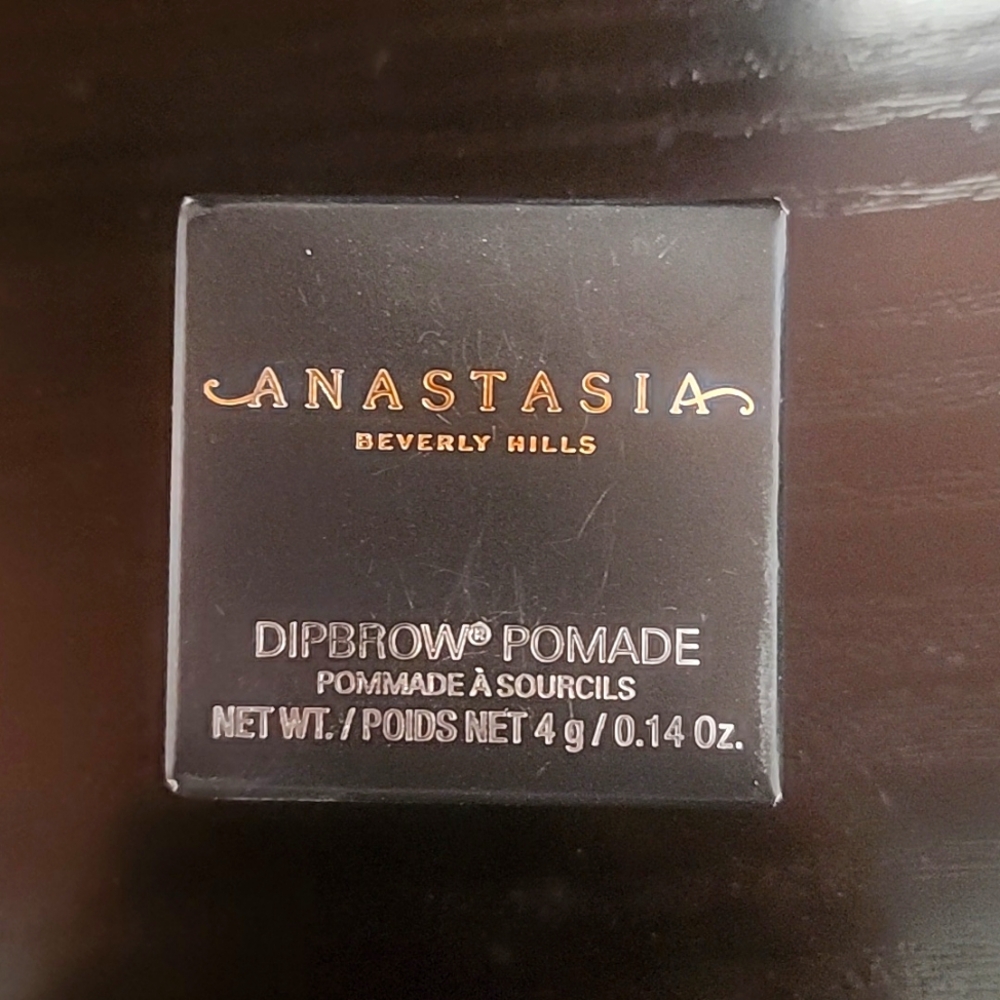 ANASTASIA
BEVERLY HILLS
DIPBROW® POMADE
POMMADE À SOURCILS
NET WT. / POIDS NET 4 g / 0.14 Oz.